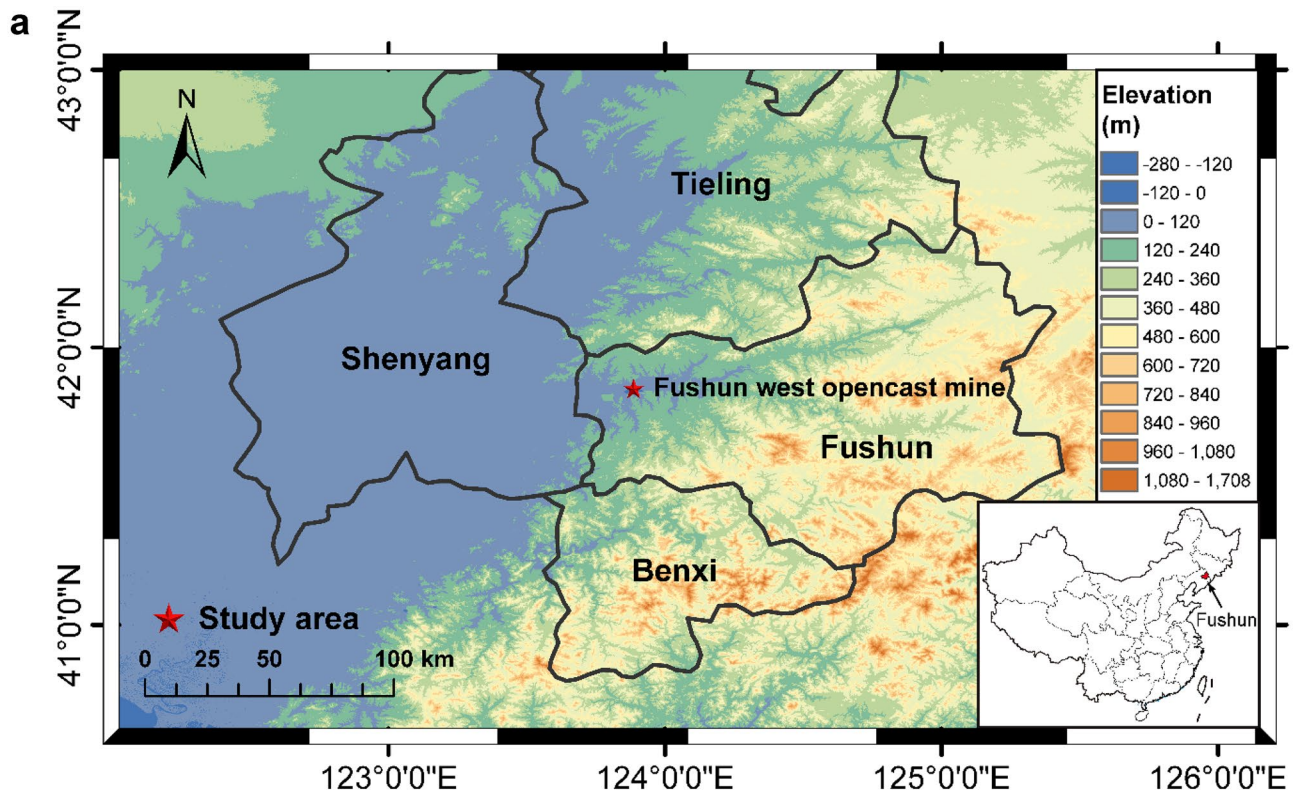 a
43°0'0"N
42°0'0"N
41°0'0"N
N
Tieling
Shenyang
Fushun west opencast mine
Fushun
Benxi
Study area
0 25 50 100 km
Elevation
(m)
-280 - -120
-120 - 0
0 - 120
120 - 240
240 - 360
360 - 480
480 - 600
600 - 720
720 - 840
840 - 960
960 - 1,080
1,080 - 1,708
Fushun
123°0'0"E 124°0'0"E 125°0'0"E 126°0'0"E